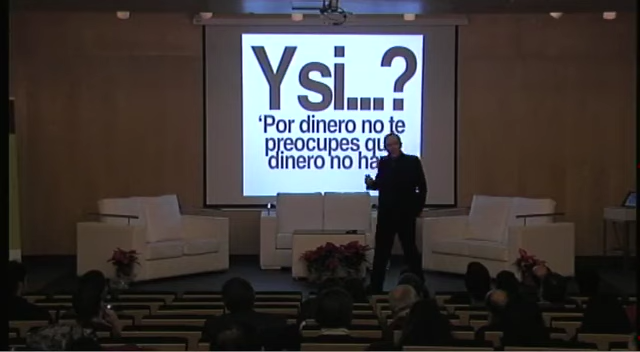 Y si...?
'Por dinero no te
preocupes
dinero no